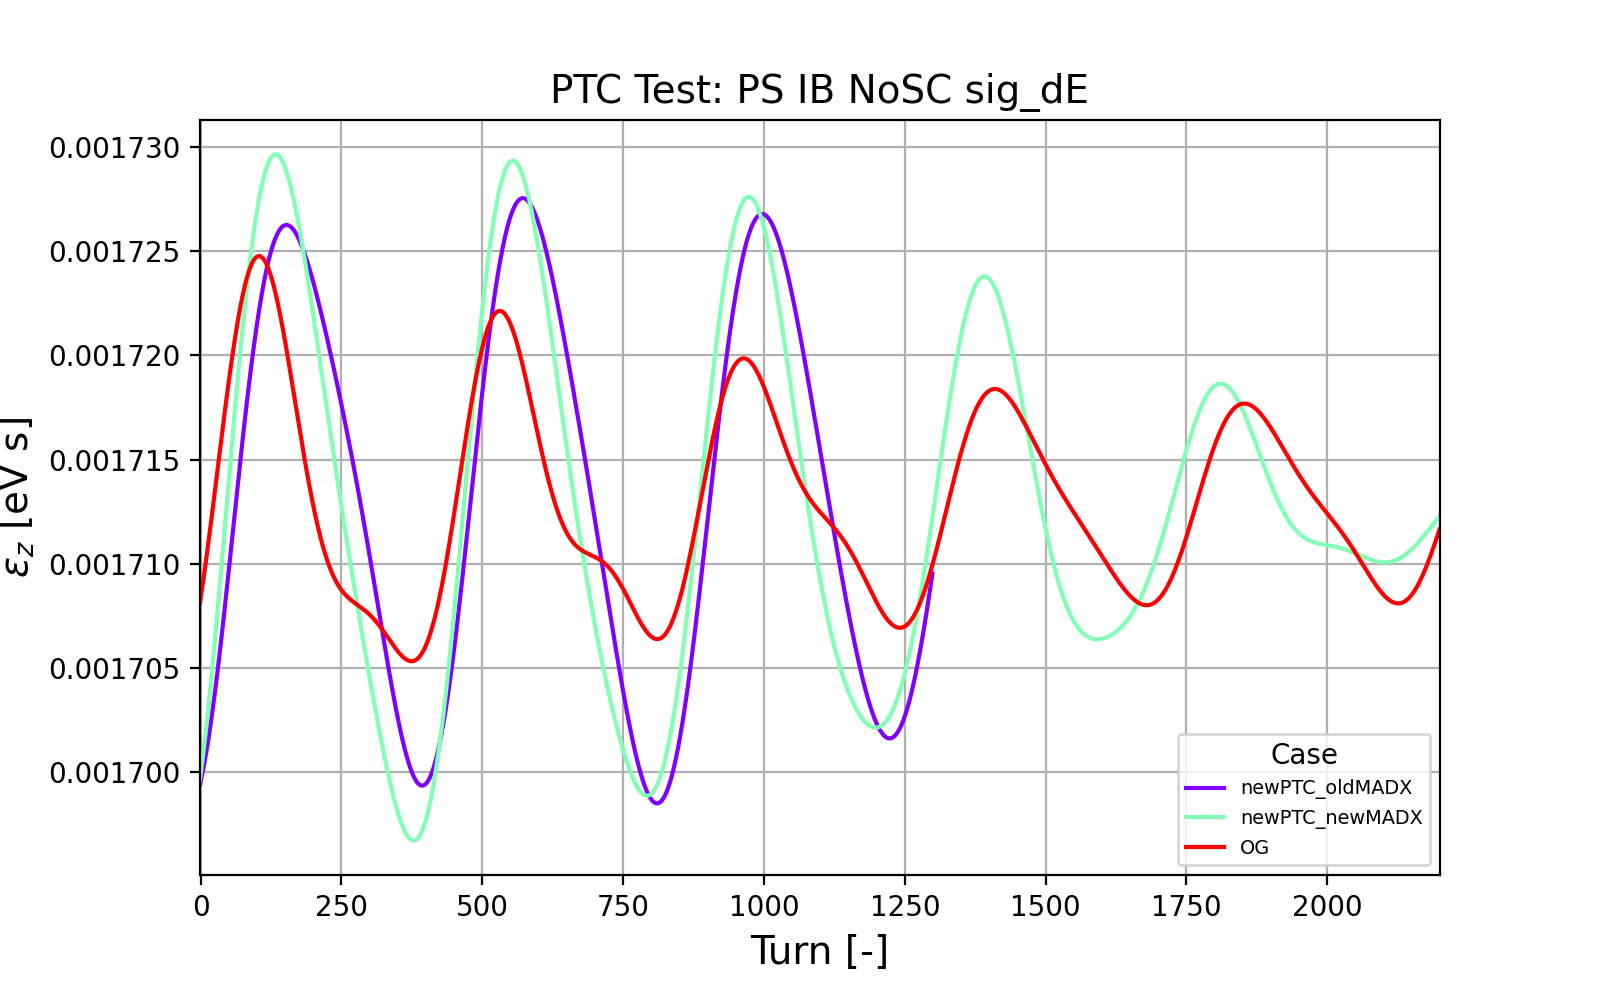 PTC Test: PS IB NoSC sig_dE
0.001730
0.001725
0.001720
0.001715
0.001710
0.001705
0.001700
ε_z [eV s]
0 250 500 750 1000 1250 1500 1750 2000
Turn [-]
Case
newPTC_oldMADX
newPTC_newMADX
OG